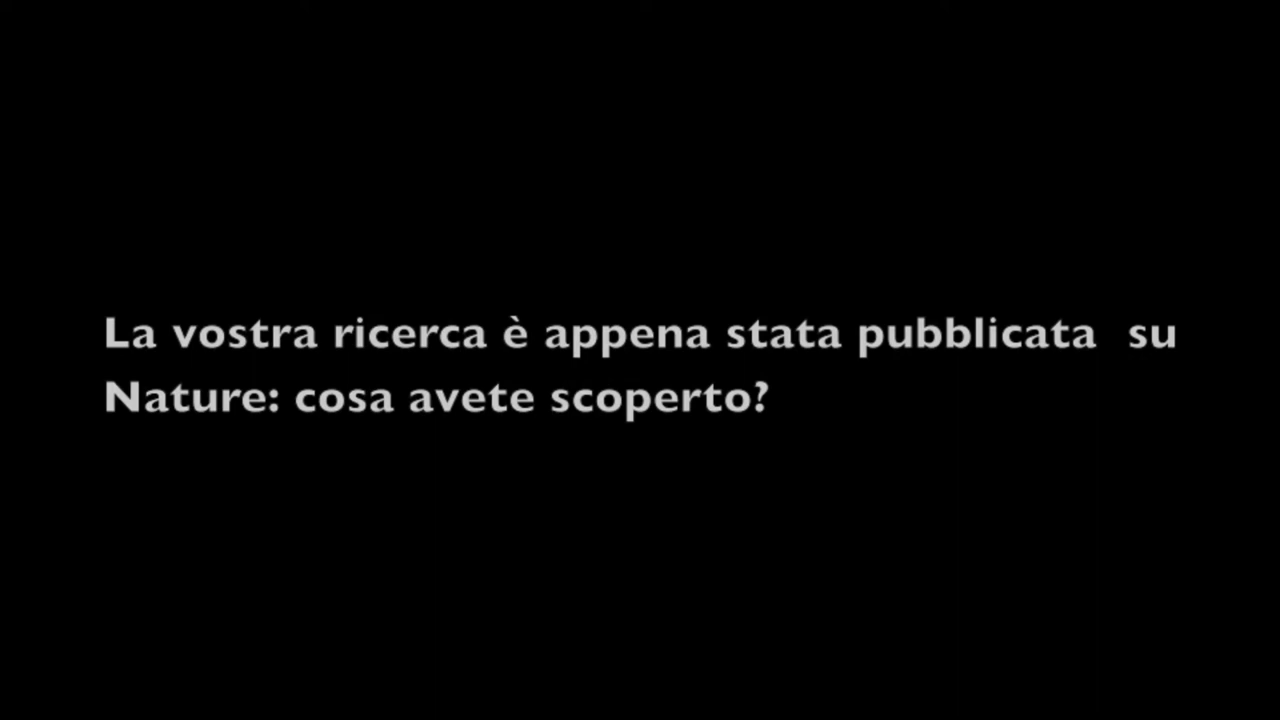 La vostra ricerca è appena stata pubblicata  su
Nature: cosa avete scoperto?